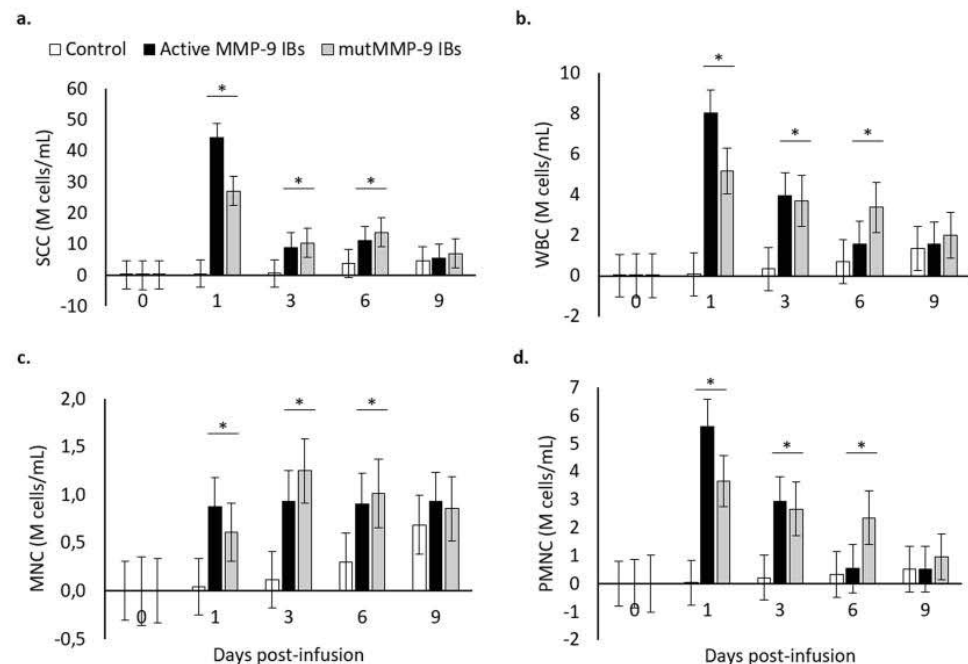 a.
Control Active MMP-9 IBs mutMMP-9 IBs
SCC (M cells/mL)
60
50
40
30
20
10
0
-10
*
*
*
0 1 3 6 9
b.
WBC (M cells/mL)
10
8
6
4
2
0
-2
*
*
*
0 1 3 6 9
c.
MNC (M cells/mL)
2,0
1,5
1,0
0,5
0,0
-0,5
*
*
*
0 1 3 6 9
Days post-infusion
d.
PMNC (M cells/mL)
7
6
5
4
3
2
1
0
-1
-2
*
*
*
0 1 3 6 9
Days post-infusion